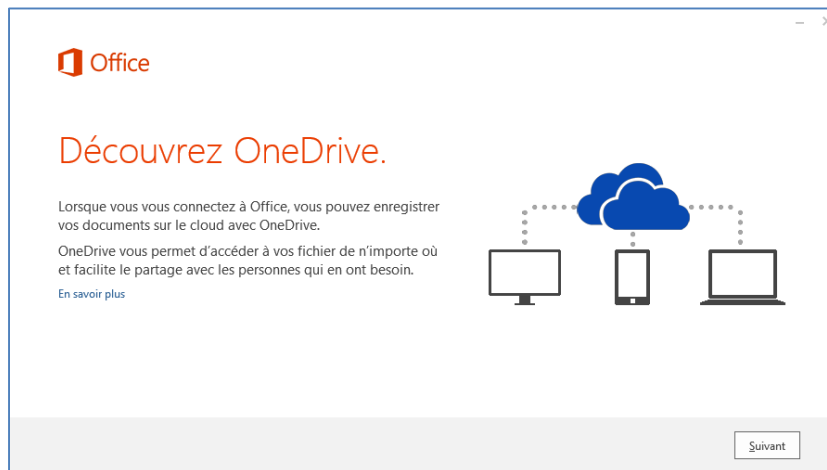 Office
Découvrez OneDrive.
Lorsque vous vous connectez à Office, vous pouvez enregistrer
vos documents sur le cloud avec OneDrive.
OneDrive vous permet d'accéder à vos fichier de n'importe où
et facilite le partage avec les personnes qui en ont besoin.
En savoir plus
Suivant